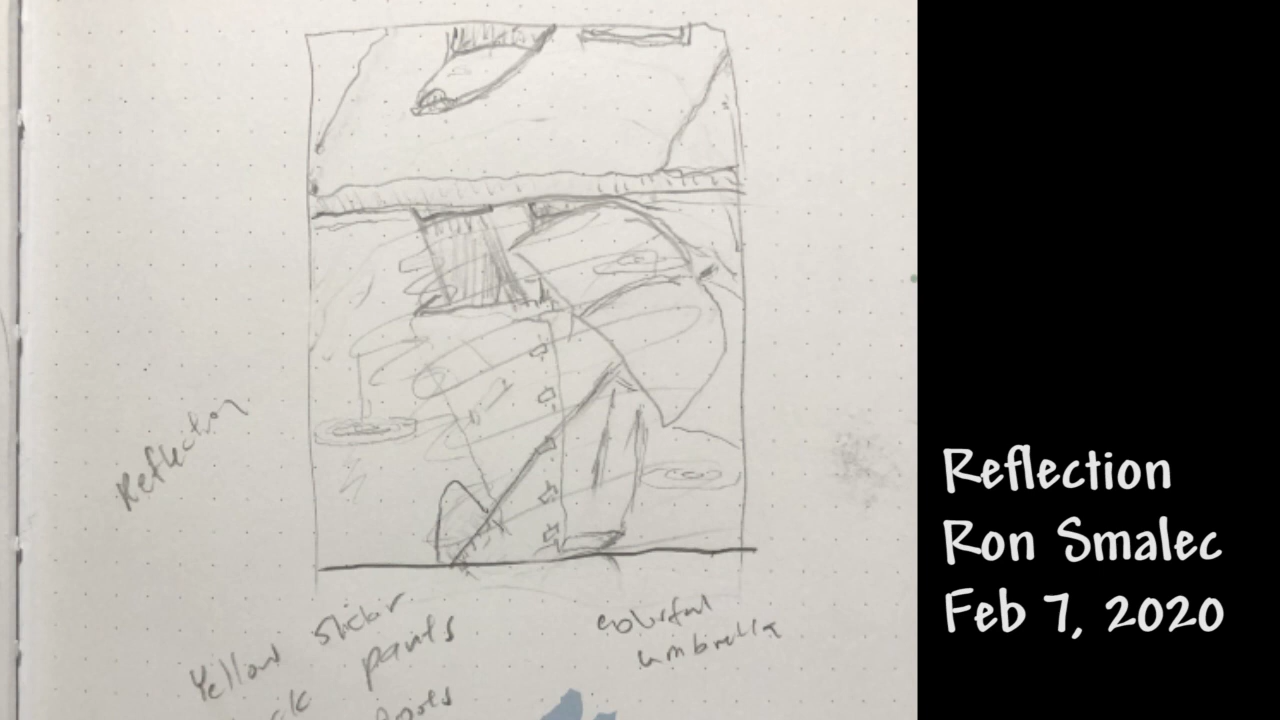 Reflection
Yellow slicker
pants
colorful
umbrella
Reflection
Ron Smalec
Feb 7, 2020